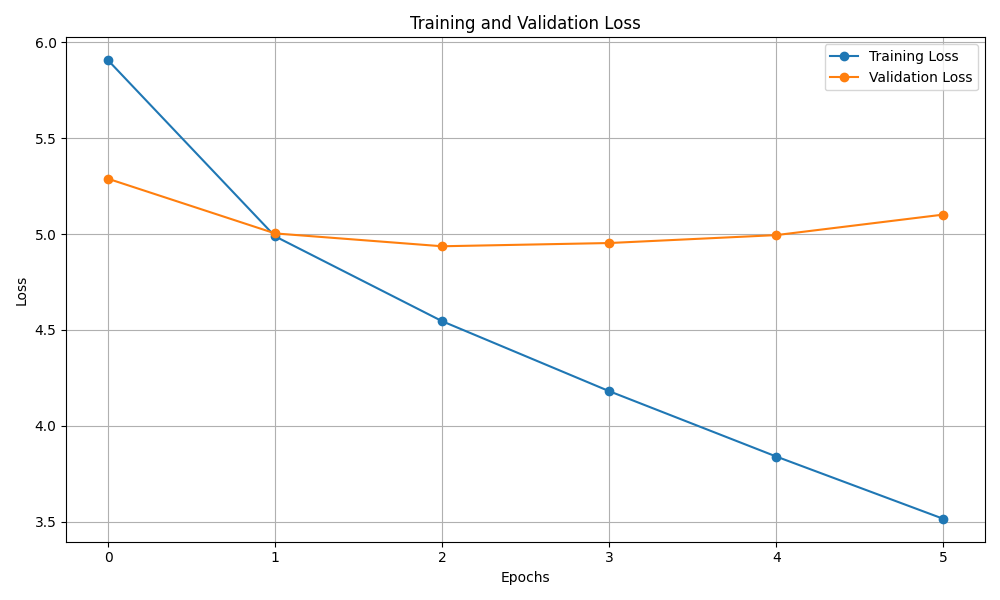 Training and Validation Loss
Training Loss
Validation Loss
6.0
5.5
5.0
4.5
4.0
3.5
Loss
0 1 2 3 4 5
Epochs